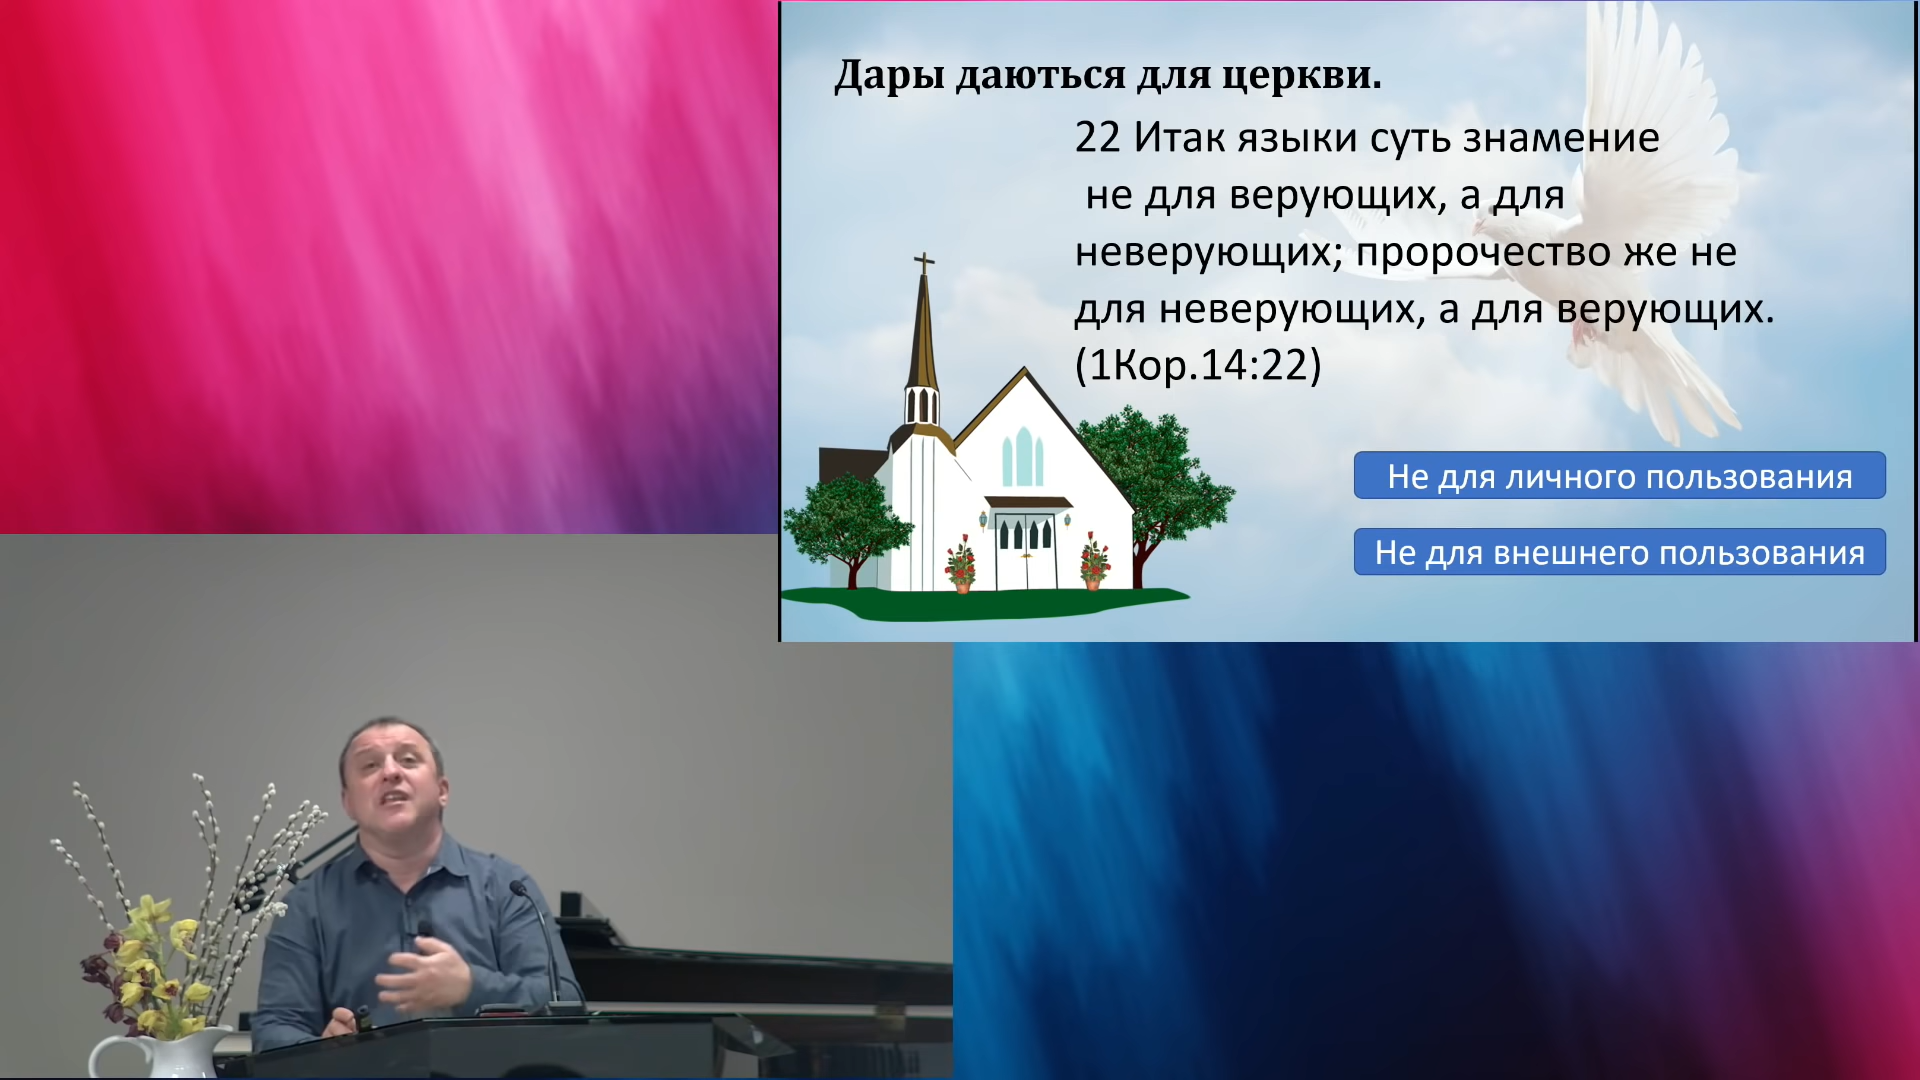 Дары даються для церкви.
22 Итак языки суть знамение
не для верующих, а для
неверующих; пророчество же не
для неверующих, а для верующих.
(1Кор.14:22)
Не для личного пользования
Не для внешнего пользования